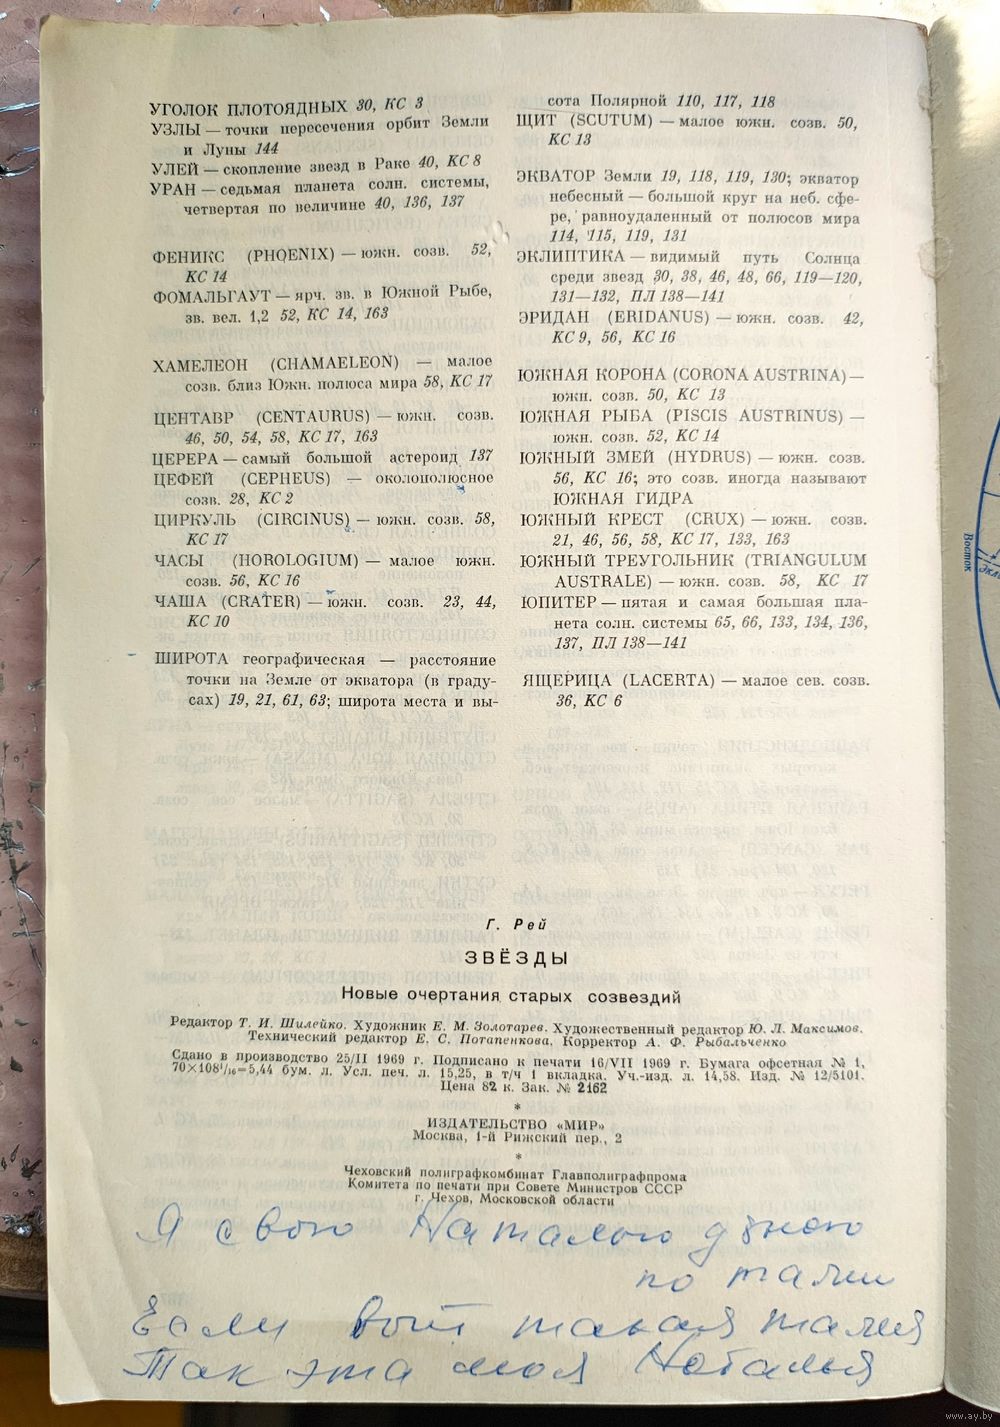 УГОЛОК ПЛОТОЯДНЫХ 30, КС 3
УЗЛЫ — точки пересечения орбит Земли
и Луны 144
УЛЕЙ — скопление звезд в Раке 40, КС 8
УРАН — седьмая планета солн. системы,
четвертая по величине 40, 136, 137
ФЕНИКС (PHOENIX) — южн. созв. 52,
КС 14
ФОМАЛЬГАУТ — ярч. зв. в Южной Рыбе,
зв. вел. 1,2 52, КС 14, 163
ХАМЕЛЕОН (CHAMAELEON) — малое
созв. близ Южн. полюса мира 58, КС 17
ЦЕНТАВР (CENTAURUS) — южн. созв.
46, 50, 54, 58, КС 17, 163
ЦЕРЕРА — самый большой астероид 137
ЦЕФЕЙ (CEPHEUS) — околополюсное
созв. 28, КС 2
ЦИРКУЛЬ (CIRCINUS) — южн. созв. 58,
КС 17
ЧАСЫ (HOROLOGIUM) — малое южн.
созв. 56, КС 16
ЧАША (CRATER) — южн. созв. 23, 44,
КС 10
ШИРОТА географическая — расстояние
точки на Земле от экватора (в граду-
сах) 19, 21, 61, 63; широта места и вы-
сота Полярной 110, 117, 118
ЩИТ (SCUTUM) — малое южн. созв. 50,
КС 13
ЭКВАТОР Земли 19, 118, 119, 130; экватор
небесный — большой круг на неб. сфе-
ре, равноудаленный от полюсов мира
114, 115, 119, 131
ЭКЛИПТИКА — видимый путь Солнца
среди звезд 30, 38, 46, 48, 66, 119—120,
131—132, ПЛ 138—141
ЭРИДАН (ERIDANUS) — южн. созв. 42,
КС 9, 56, КС 16
ЮЖНАЯ КОРОНА (CORONA AUSTRINA) —
южн. созв. 50, КС 13
ЮЖНАЯ РЫБА (PISCIS AUSTRINUS) —
южн. созв. 52, КС 14
ЮЖНЫЙ ЗМЕЙ (HYDRUS) — южн. созв.
56, КС 16; это созв. иногда называют
ЮЖНАЯ ГИДРА
ЮЖНЫЙ КРЕСТ (CRUX) — южн. созв.
21, 46, 56, 58, КС 17, 133, 163
ЮЖНЫЙ ТРЕУГОЛЬНИК (TRIANGULUM
AUSTRALE) — южн. созв. 58, КС 17
ЮПИТЕР — пятая и самая большая пла-
нета солн. системы 65, 66, 133, 134, 136,
137, ПЛ 138—141
ЯЩЕРИЦА (LACERTA) — малое сев. созв.
36, КС 6
Г. Рей
ЗВЁЗДЫ
Новые очертания старых созвездий
Редактор Т. И. Шилейко. Художник Е. М. Золотарев. Художественный редактор Ю. Л. Максимов.
Технический редактор Е. С. Потапенкова. Корректор А. Ф. Рыбальченко
Сдано в производство 25/II 1969 г. Подписано к печати 16/VII 1969 г. Бумага офсетная № 1,
70×108¹/₁₆=5,44 бум. л. Усл. печ. л. 15,25, в т/ч 1 вкладка. Уч.-изд. л. 14,58. Изд. № 12/5101.
Цена 82 к. Зак. № 2162
*
ИЗДАТЕЛЬСТВО «МИР»
Москва, 1-й Рижский пер., 2
*
Чеховский полиграфкомбинат Главполиграфпрома
Комитета по печати при Совете Министров СССР
г. Чехов, Московской области
Я свою Наталью узною
по талии
Если вот такая талия
Так эта моя Наталья
Восток
www.ay.by